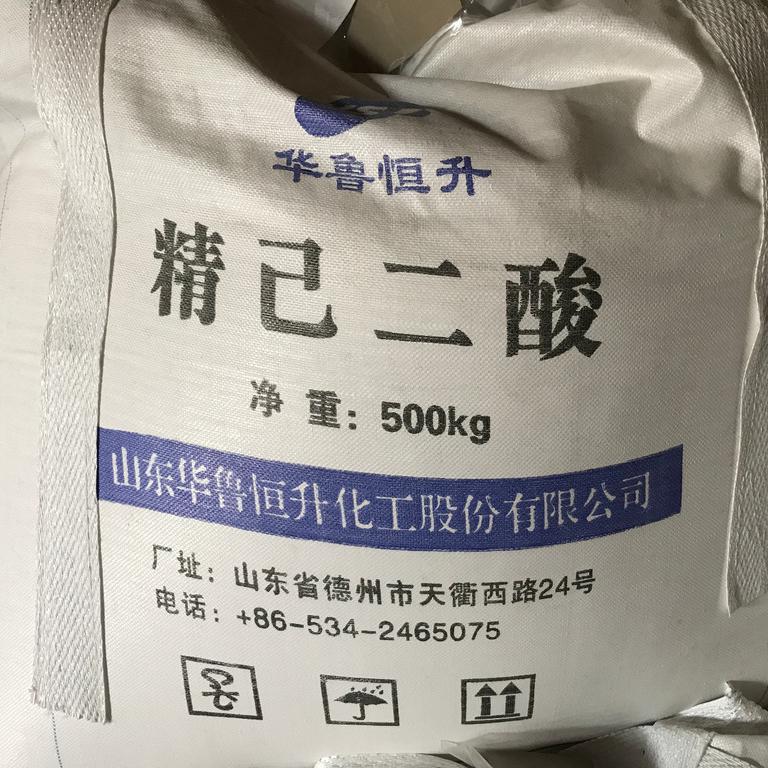 华鲁恒升
精己二酸
净重：500kg
山东华鲁恒升化工股份有限公司
厂址：山东省德州市天衢西路24号
电话：+86-534-2465075